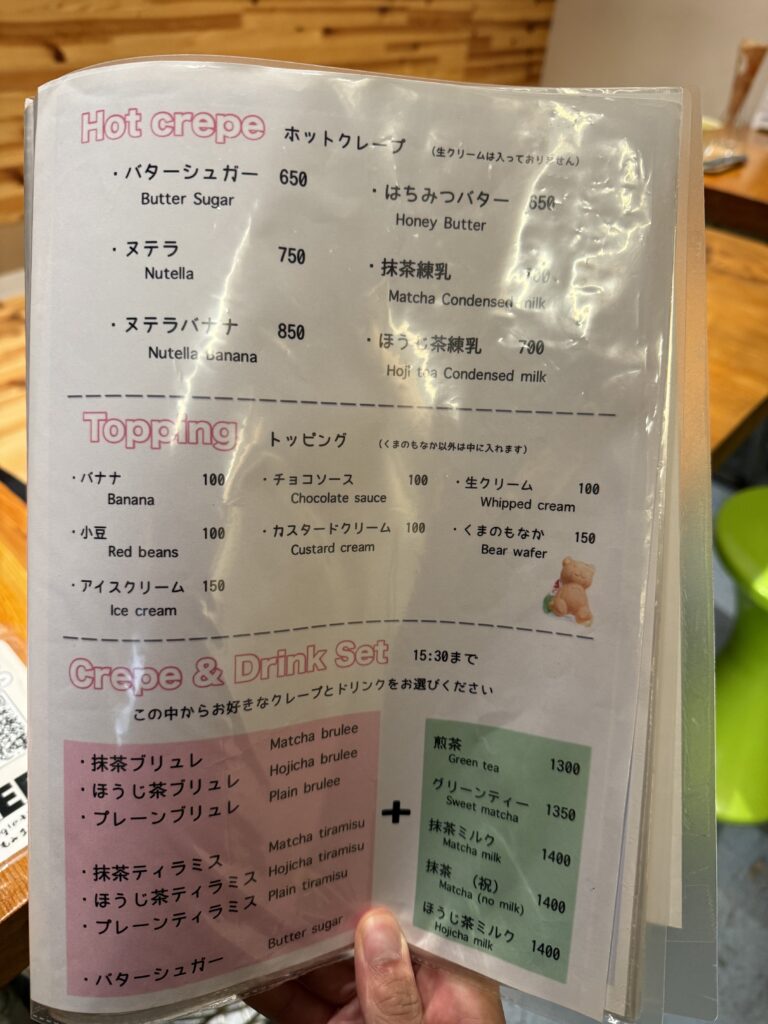 Hot crepe ホットクレープ (生クリームは入っておりません)
・バターシュガー 650
Butter Sugar
・はちみつバター 650
Honey Butter
・ヌテラ 750
Nutella
・抹茶練乳
Matcha Condensed milk
・ヌテラバナナ 850
Nutella Banana
・ほうじ茶練乳 700
Hoji tea Condensed milk
Topping トッピング (くまのもなか以外は中に入れます)
・バナナ 100
Banana
・チョコソース 100
Chocolate sauce
・生クリーム 100
Whipped cream
・小豆 100
Red beans
・カスタードクリーム 100
Custard cream
・くまのもなか 150
Bear wafer
・アイスクリーム 150
Ice cream
Crepe & Drink Set 15:30まで
この中からお好きなクレープとドリンクをお選びください
・抹茶ブリュレ Matcha brulee
・ほうじ茶ブリュレ Hojicha brulee
・プレーンブリュレ Plain brulee
・抹茶ティラミス Matcha tiramisu
・ほうじ茶ティラミス Hojicha tiramisu
・プレーンティラミス Plain tiramisu
・バターシュガー Butter sugar
+
煎茶 1300
Green tea
グリーンティー 1350
Sweet matcha
抹茶ミルク 1400
Matcha milk
抹茶 (祝) 1400
Matcha (no milk)
ほうじ茶ミルク 1400
Hojicha milk